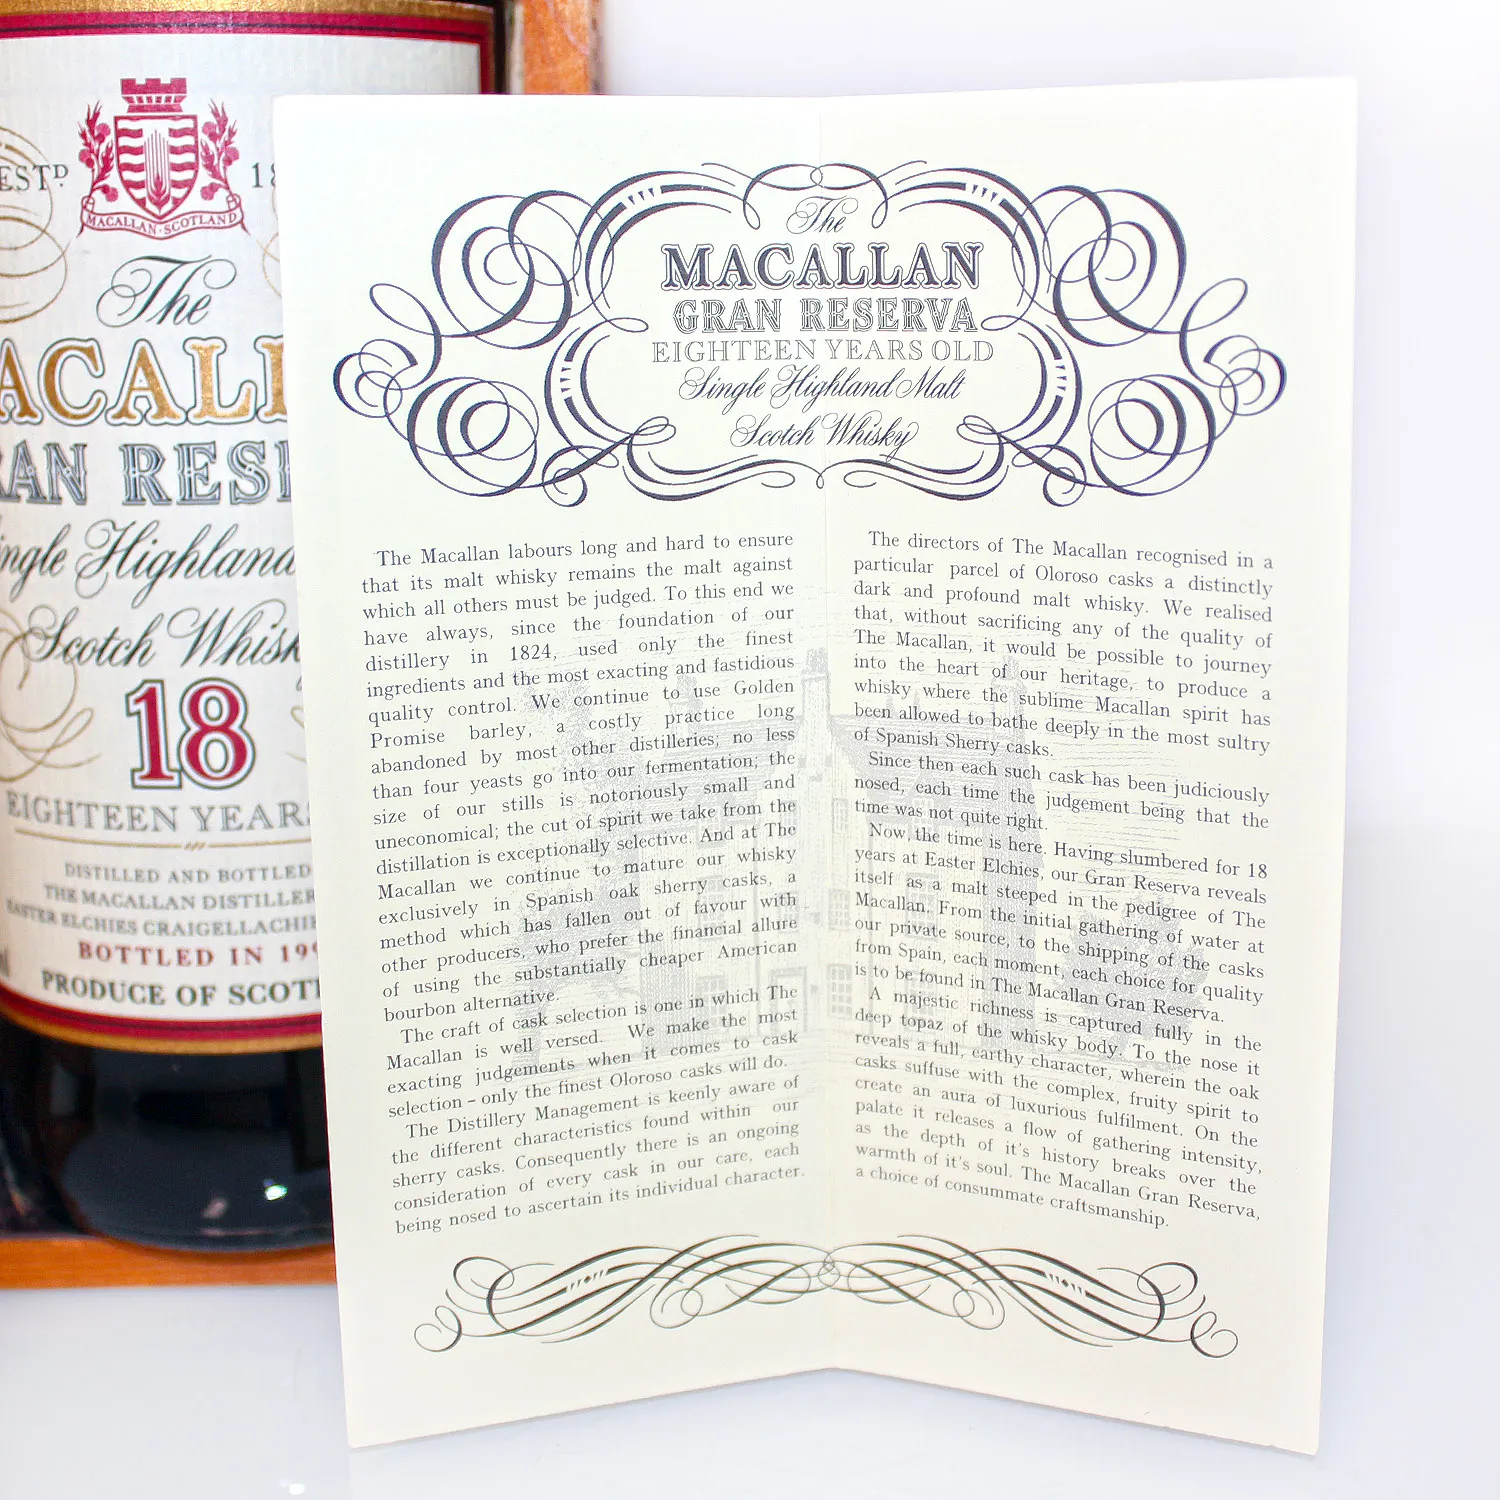 ESTD 18
MACALLAN·SCOTLAND
The
ACALL
RAN RESE
ingle Highland
Scotch Whisk
18
EIGHTEEN YEARS
DISTILLED AND BOTTLED
THE MACALLAN DISTILLER
EASTER ELCHIES CRAIGELLACHIE
BOTTLED IN 199
PRODUCE OF SCOT
The
MACALLAN
GRAN RESERVA
EIGHTEEN YEARS OLD
Single Highland Malt
Scotch Whisky
The Macallan labours long and hard to ensure
that its malt whisky remains the malt against
which all others must be judged. To this end we
have always, since the foundation of our
distillery in 1824, used only the finest
ingredients and the most exacting and fastidious
quality control. We continue to use Golden
Promise barley, a costly practice long
abandoned by most other distilleries; no less
than four yeasts go into our fermentation; the
size of our stills is notoriously small and
uneconomical; the cut of spirit we take from the
distillation is exceptionally selective. And at The
Macallan we continue to mature our whisky
exclusively in Spanish oak sherry casks, a
method which has fallen out of favour with
other producers, who prefer the financial allure
of using the substantially cheaper American
bourbon alternative.
The craft of cask selection is one in which The
Macallan is well versed. We make the most
exacting judgements when it comes to cask
selection – only the finest Oloroso casks will do.
The Distillery Management is keenly aware of
the different characteristics found within our
sherry casks. Consequently there is an ongoing
consideration of every cask in our care, each
being nosed to ascertain its individual character.
The directors of The Macallan recognised in a
particular parcel of Oloroso casks a distinctly
dark and profound malt whisky. We realised
that, without sacrificing any of the quality of
The Macallan, it would be possible to journey
into the heart of our heritage, to produce a
whisky where the sublime Macallan spirit has
been allowed to bathe deeply in the most sultry
of Spanish Sherry casks.
Since then each such cask has been judiciously
nosed, each time the judgement being that the
time was not quite right.
Now, the time is here. Having slumbered for 18
years at Easter Elchies, our Gran Reserva reveals
itself as a malt steeped in the pedigree of The
Macallan. From the initial gathering of water at
our private source, to the shipping of the casks
from Spain, each moment, each choice for quality
is to be found in The Macallan Gran Reserva.
A majestic richness is captured fully in the
deep topaz of the whisky body. To the nose it
reveals a full, earthy character, wherein the oak
casks suffuse with the complex, fruity spirit to
create an aura of luxurious fulfilment. On the
palate it releases a flow of gathering intensity,
as the depth of it's history breaks over the
warmth of it's soul. The Macallan Gran Reserva,
a choice of consummate craftsmanship.